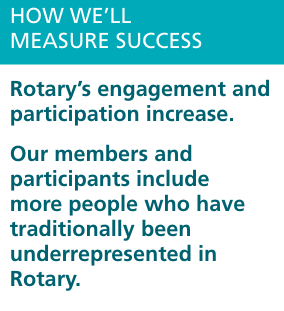 HOW WE’LL
MEASURE SUCCESS
Rotary’s engagement and
participation increase.
Our members and
participants include
more people who have
traditionally been
underrepresented in
Rotary.